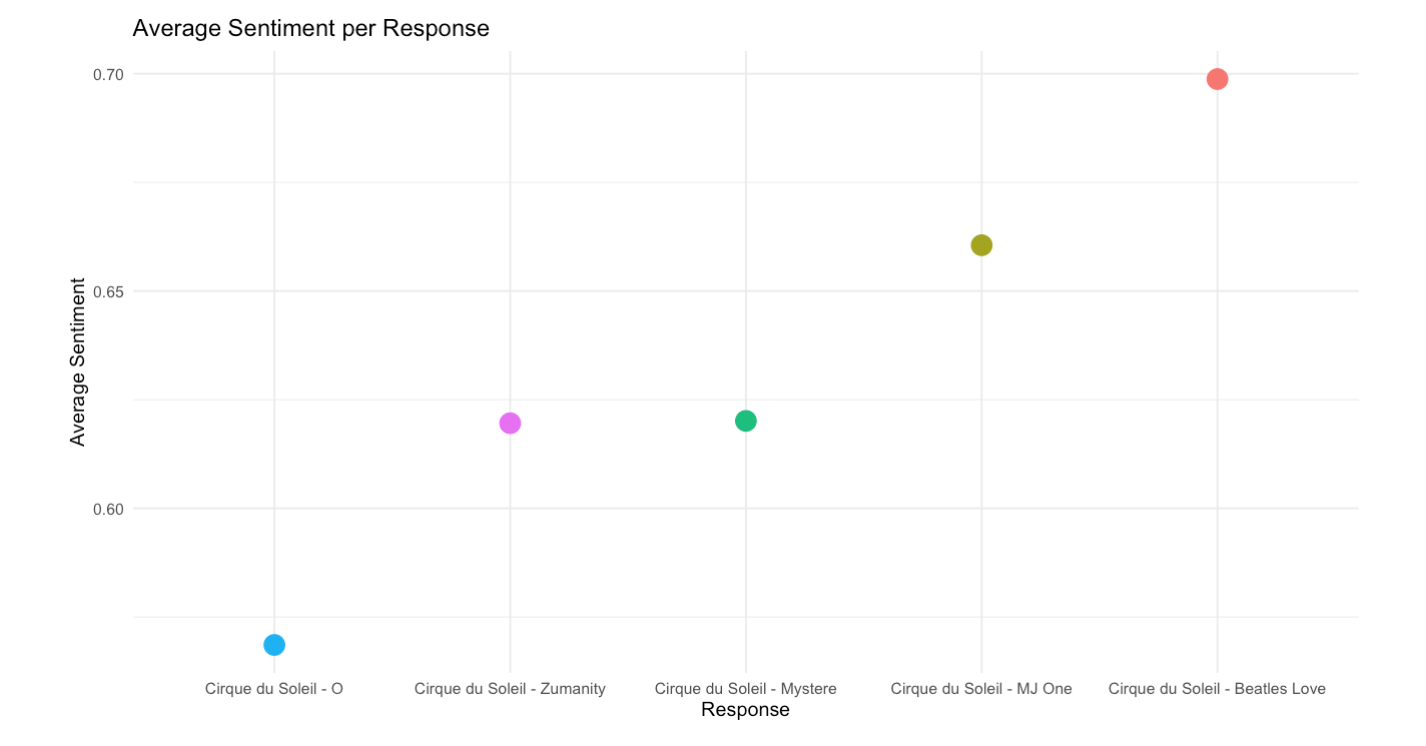 Average Sentiment per Response
0.70
0.65
0.60
Average Sentiment
Cirque du Soleil - O
Cirque du Soleil - Zumanity
Cirque du Soleil - Mystere
Cirque du Soleil - MJ One
Cirque du Soleil - Beatles Love
Response